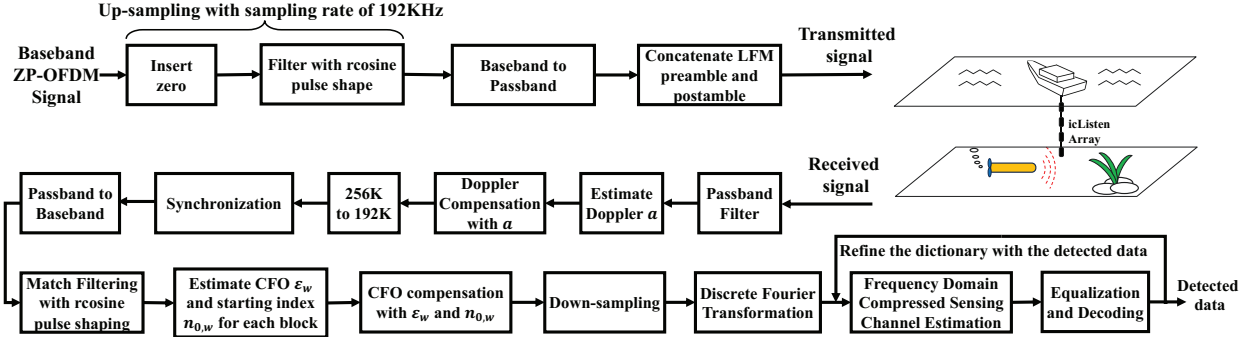 Up-sampling with sampling rate of 192KHz
Baseband
ZP-OFDM
Signal
Insert
zero
Filter with rcosine
pulse shape
Baseband to
Passband
Concatenate LFM
preamble and
postamble
Transmitted
signal
icListen
Array
Received
signal
Passband
Filter
Estimate
Doppler a
Doppler
Compensation
with a
256K
to 192K
Synchronization
Passband to
Baseband
Match Filtering
with rcosine
pulse shaping
Estimate CFO ε_w
and starting index
n_{0,w} for each block
CFO compensation
with ε_w and n_{0,w}
Down-sampling
Discrete Fourier
Transformation
Refine the dictionary with the detected data
Frequency Domain
Compressed Sensing
Channel Estimation
Equalization
and Decoding
Detected
data